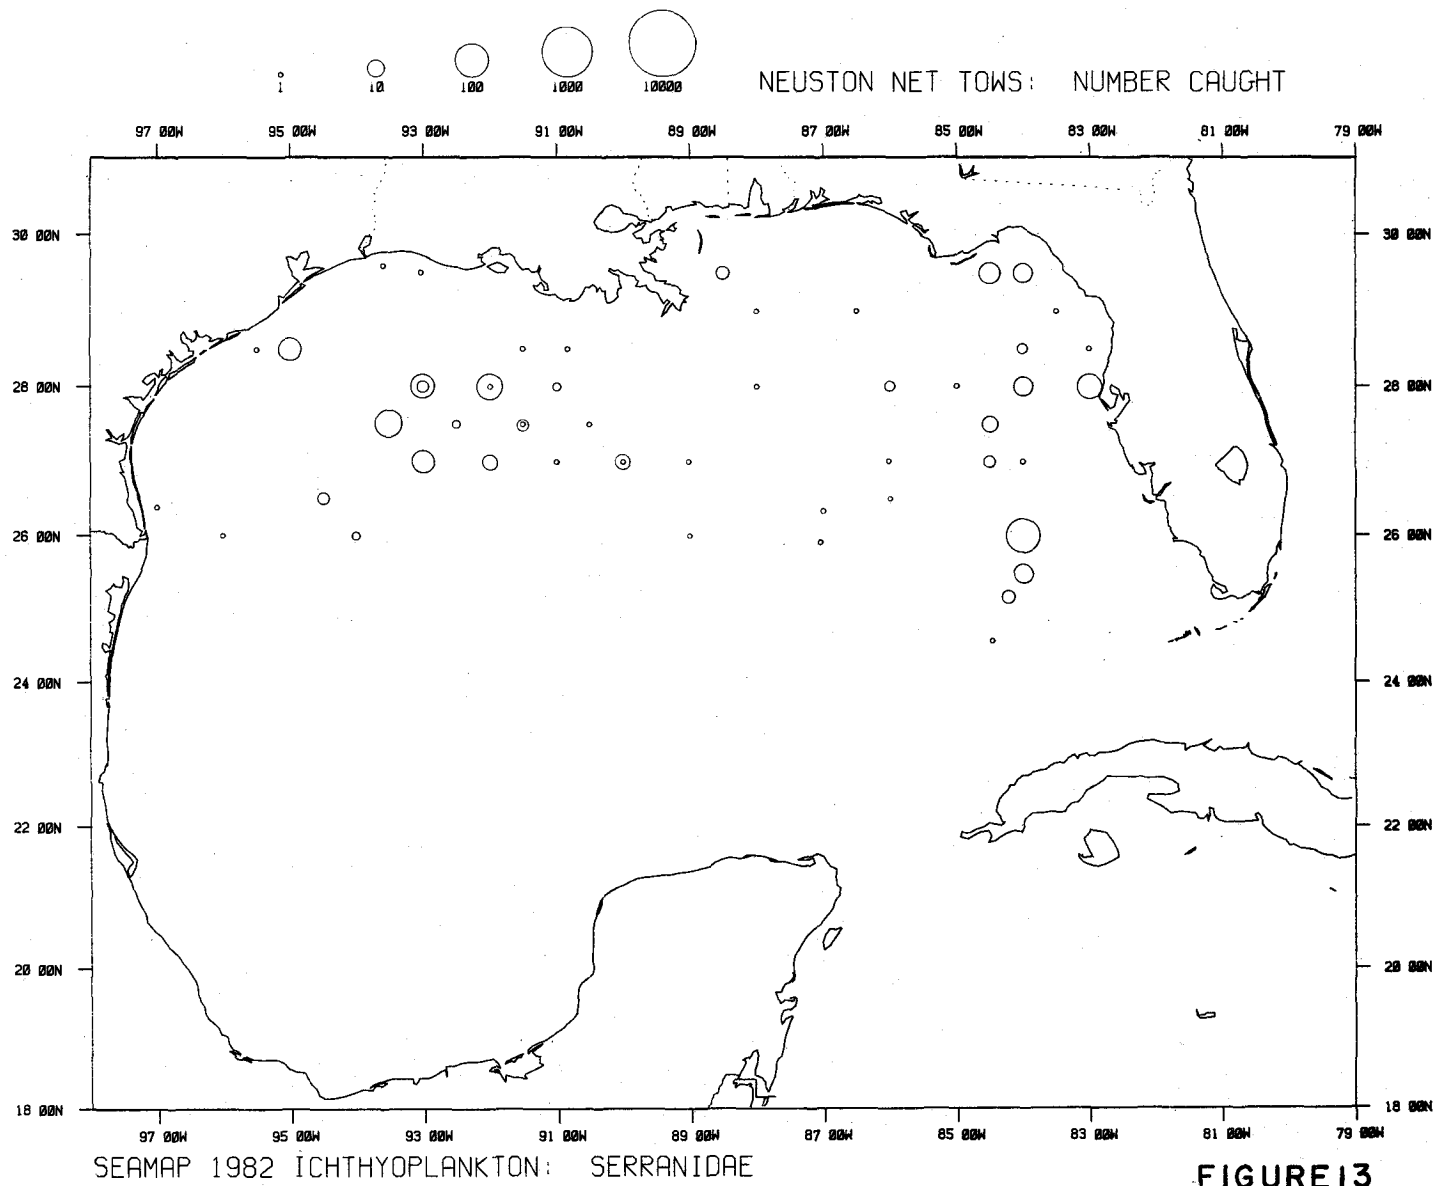 1 10 100 1000 10000
NEUSTON NET TOWS: NUMBER CAUGHT
97 00W 95 00W 93 00W 91 00W 89 00W 87 00W 85 00W 83 00W 81 00W 79 00W
30 00N 30 00N
28 00N 28 00N
26 00N 26 00N
24 00N 24 00N
22 00N 22 00N
20 00N 20 00N
18 00N 18 00N
97 00W 95 00W 93 00W 91 00W 89 00W 87 00W 85 00W 83 00W 81 00W 79 00W
SEAMAP 1982 ICHTHYOPLANKTON: SERRANIDAE
FIGURE 13